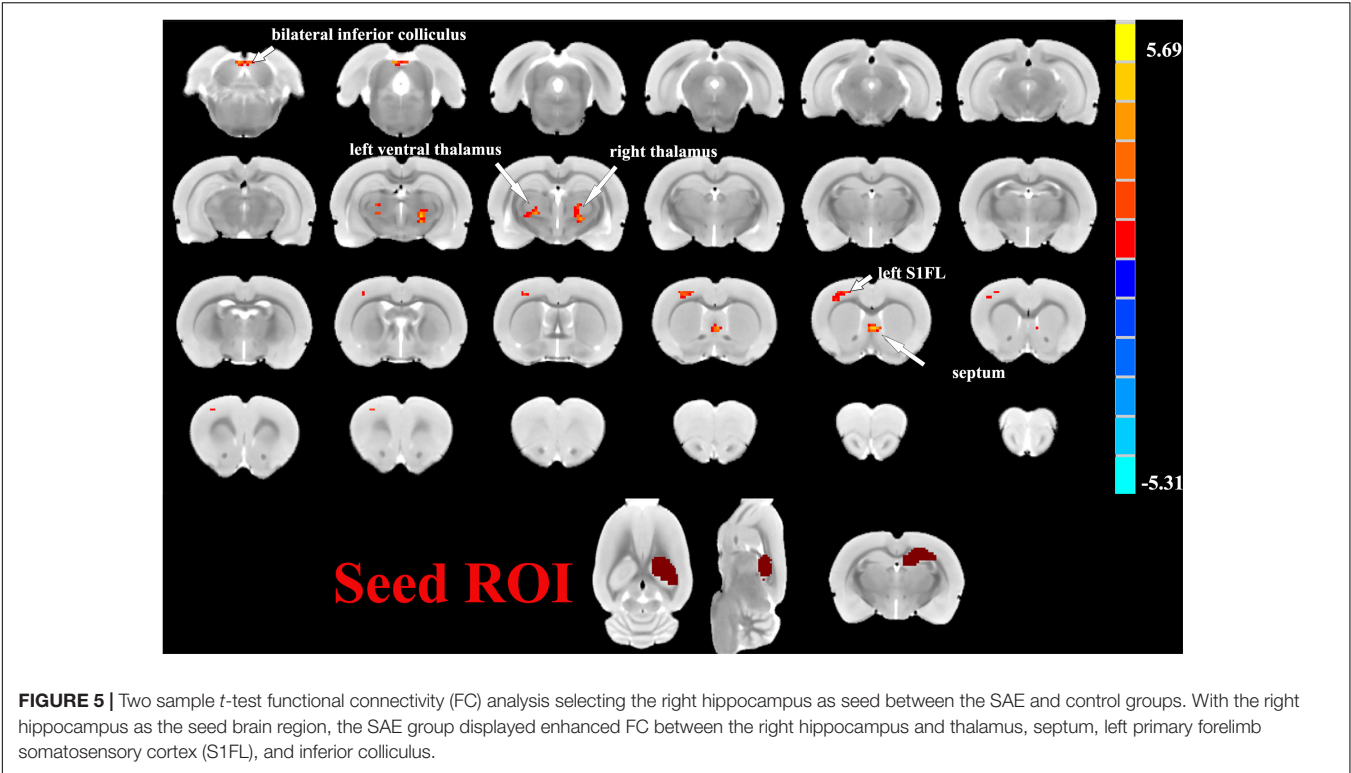 bilateral inferior colliculus
5.69
left ventral thalamus
right thalamus
left S1FL
septum
-5.31
Seed ROI
FIGURE 5 | Two sample t-test functional connectivity (FC) analysis selecting the right hippocampus as seed between the SAE and control groups. With the right
hippocampus as the seed brain region, the SAE group displayed enhanced FC between the right hippocampus and thalamus, septum, left primary forelimb
somatosensory cortex (S1FL), and inferior colliculus.